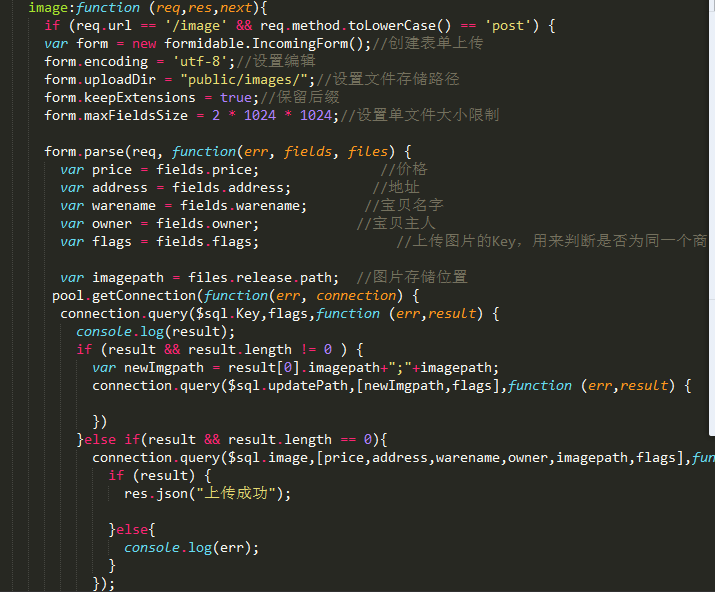 image:function (req,res,next){
if (req.url == '/image' && req.method.toLowerCase() == 'post') {
var form = new formidable.IncomingForm();//创建表单上传
form.encoding = 'utf-8';//设置编辑
form.uploadDir = "public/images/";//设置文件存储路径
form.keepExtensions = true;//保留后缀
form.maxFieldsSize = 2 * 1024 * 1024;//设置单文件大小限制
form.parse(req, function(err, fields, files) {
var price = fields.price; //价格
var address = fields.address; //地址
var warename = fields.warename; //宝贝名字
var owner = fields.owner; //宝贝主人
var flags = fields.flags; //上传图片的Key，用来判断是否为同一个商
var imagepath = files.release.path; //图片存储位置
pool.getConnection(function(err, connection) {
connection.query($sql.Key,flags,function (err,result) {
console.log(result);
if (result && result.length != 0 ) {
var newImgpath = result[0].imagepath+";"+imagepath;
connection.query($sql.updatePath,[newImgpath,flags],function (err,result) {
})
}else if(result && result.length == 0){
connection.query($sql.image,[price,address,warename,owner,imagepath,flags],fun
if (result) {
res.json("上传成功");
}else{
console.log(err);
}
});